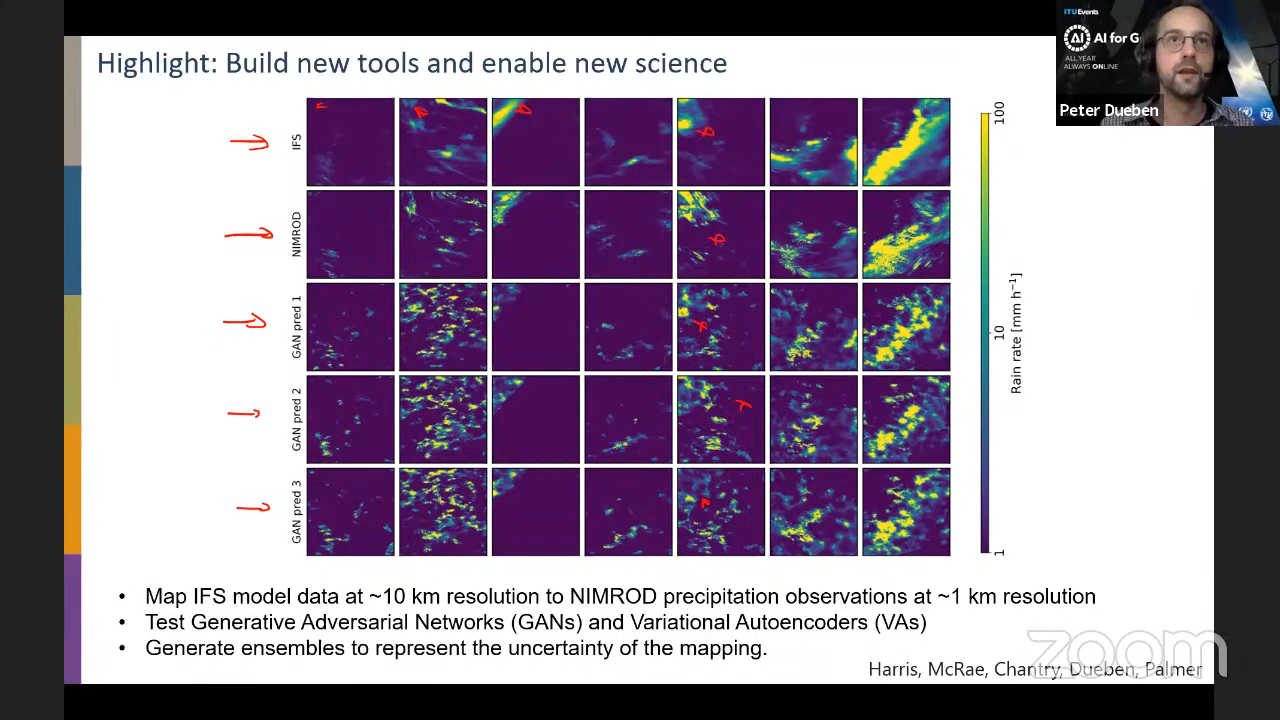 Highlight: Build new tools and enable new science
ITUEvents
AI
AI for G
ALL YEAR
ALWAYS ONLINE
Peter Dueben
IFS
NIMROD
GAN pred 1
GAN pred 2
GAN pred 3
100
10
1
Rain rate [mm h⁻¹]
• Map IFS model data at ~10 km resolution to NIMROD precipitation observations at ~1 km resolution
• Test Generative Adversarial Networks (GANs) and Variational Autoencoders (VAs)
• Generate ensembles to represent the uncertainty of the mapping.
Harris, McRae, Chantry, Dueben, Palmer
zoom